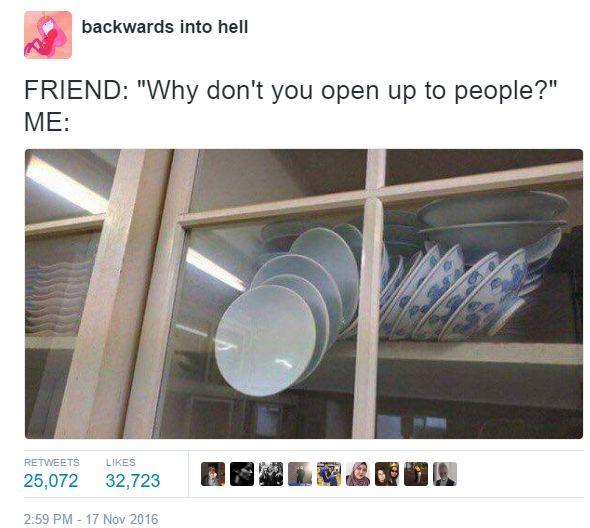 backwards into hell
FRIEND: "Why don't you open up to people?"
ME:
RETWEETS LIKES
25,072 32,723
2:59 PM - 17 Nov 2016